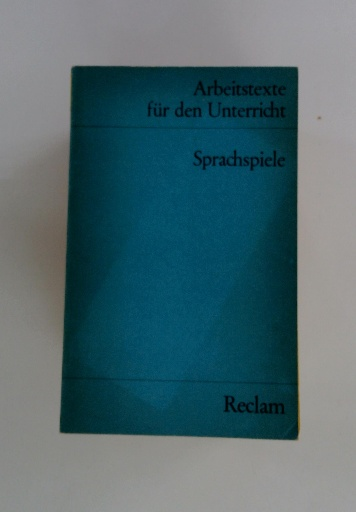 Arbeitstexte
für den Unterricht
Sprachspiele
Reclam